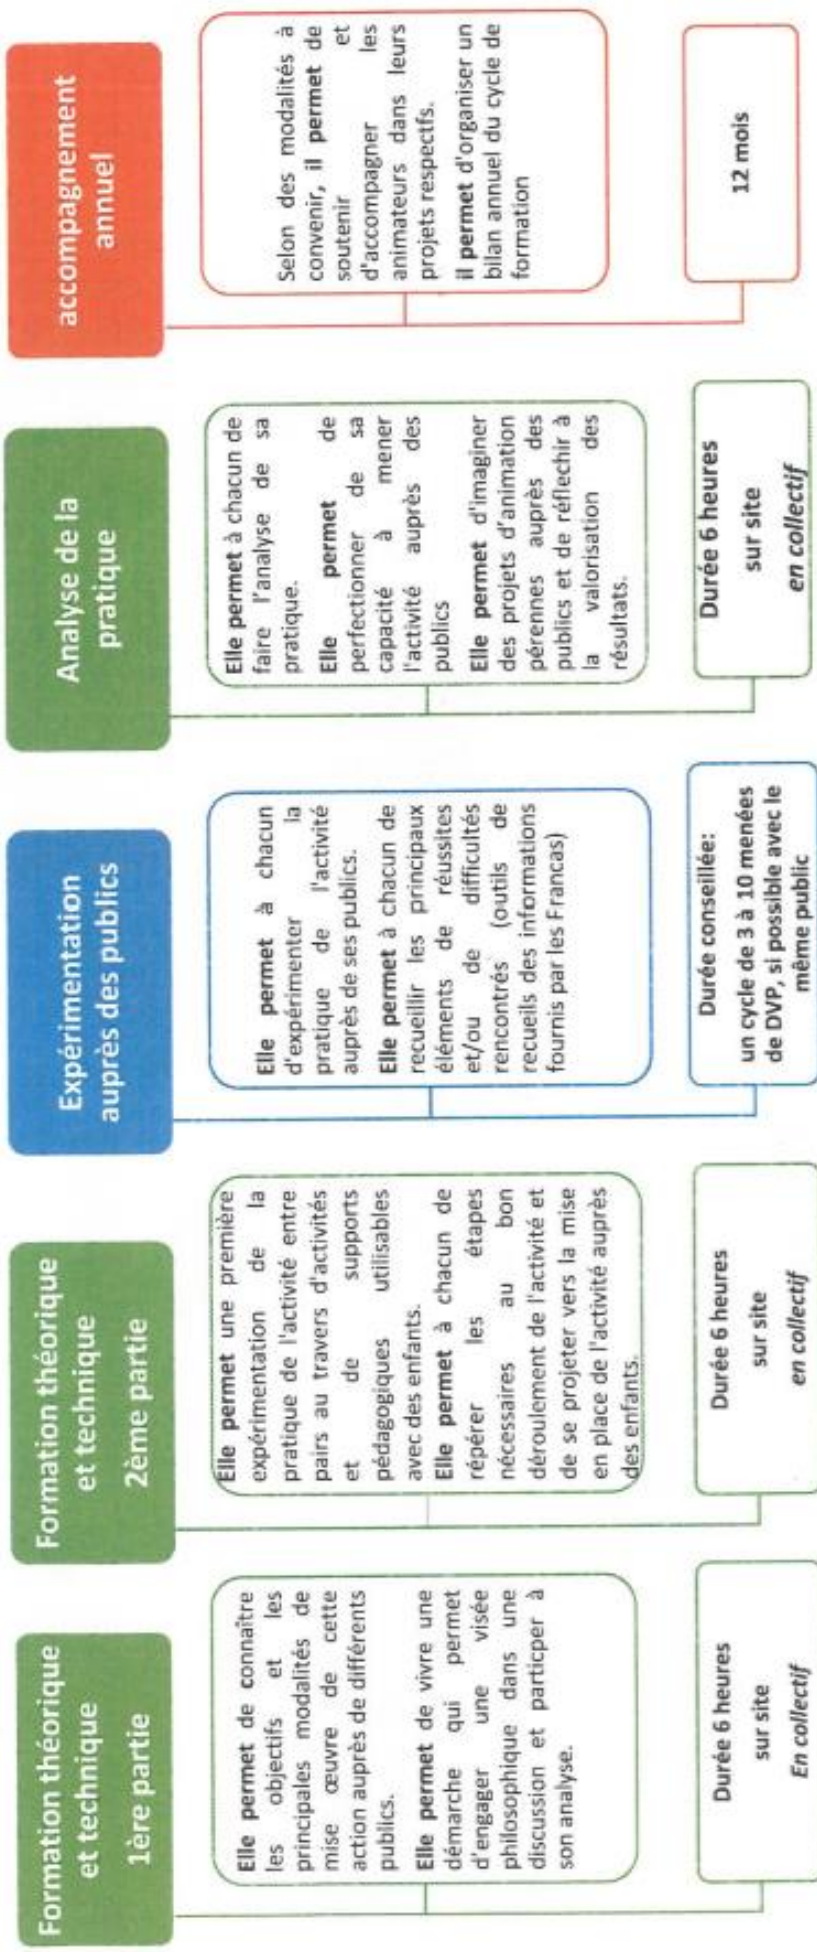 Formation théorique
et technique
1ère partie
Elle permet de connaître
les objectifs et les
principales modalités de
mise œuvre de cette
action auprès de différents
publics.
Elle permet de vivre une
démarche qui permet
d'engager une visée
philosophique dans une
discussion et particper à
son analyse.
Durée 6 heures
sur site
En collectif
Formation théorique
et technique
2ème partie
Elle permet une première
expérimentation de la
pratique de l'activité entre
pairs au travers d'activités
et de supports
pédagogiques utilisables
avec des enfants.
Elle permet à chacun de
répérer les étapes
nécessaires au bon
déroulement de l'activité et
de se projeter vers la mise
en place de l'activité auprès
des enfants.
Durée 6 heures
sur site
en collectif
Expérimentation
auprès des publics
Elle permet à chacun
d'expérimenter la
pratique de l'activité
auprès de ses publics.
Elle permet à chacun de
recueillir les principaux
éléments de réussites
et/ou de difficultés
rencontrés (outils de
recueils des informations
fournis par les Francas)
Durée conseillée:
un cycle de 3 à 10 menées
de DVP, si possible avec le
même public
Analyse de la
pratique
Elle permet à chacun de
faire l'analyse de sa
pratique.
Elle permet de
perfectionner de sa
capacité à mener
l'activité auprès des
publics
Elle permet d'imaginer
des projets d'animation
pérennes auprès des
publics et de réflechir à
la valorisation des
résultats.
Durée 6 heures
sur site
en collectif
accompagnement
annuel
Selon des modalités à
convenir, il permet de
soutenir et
d'accompagner les
animateurs dans leurs
projets respectfs.
il permet d'organiser un
bilan annuel du cycle de
formation
12 mois